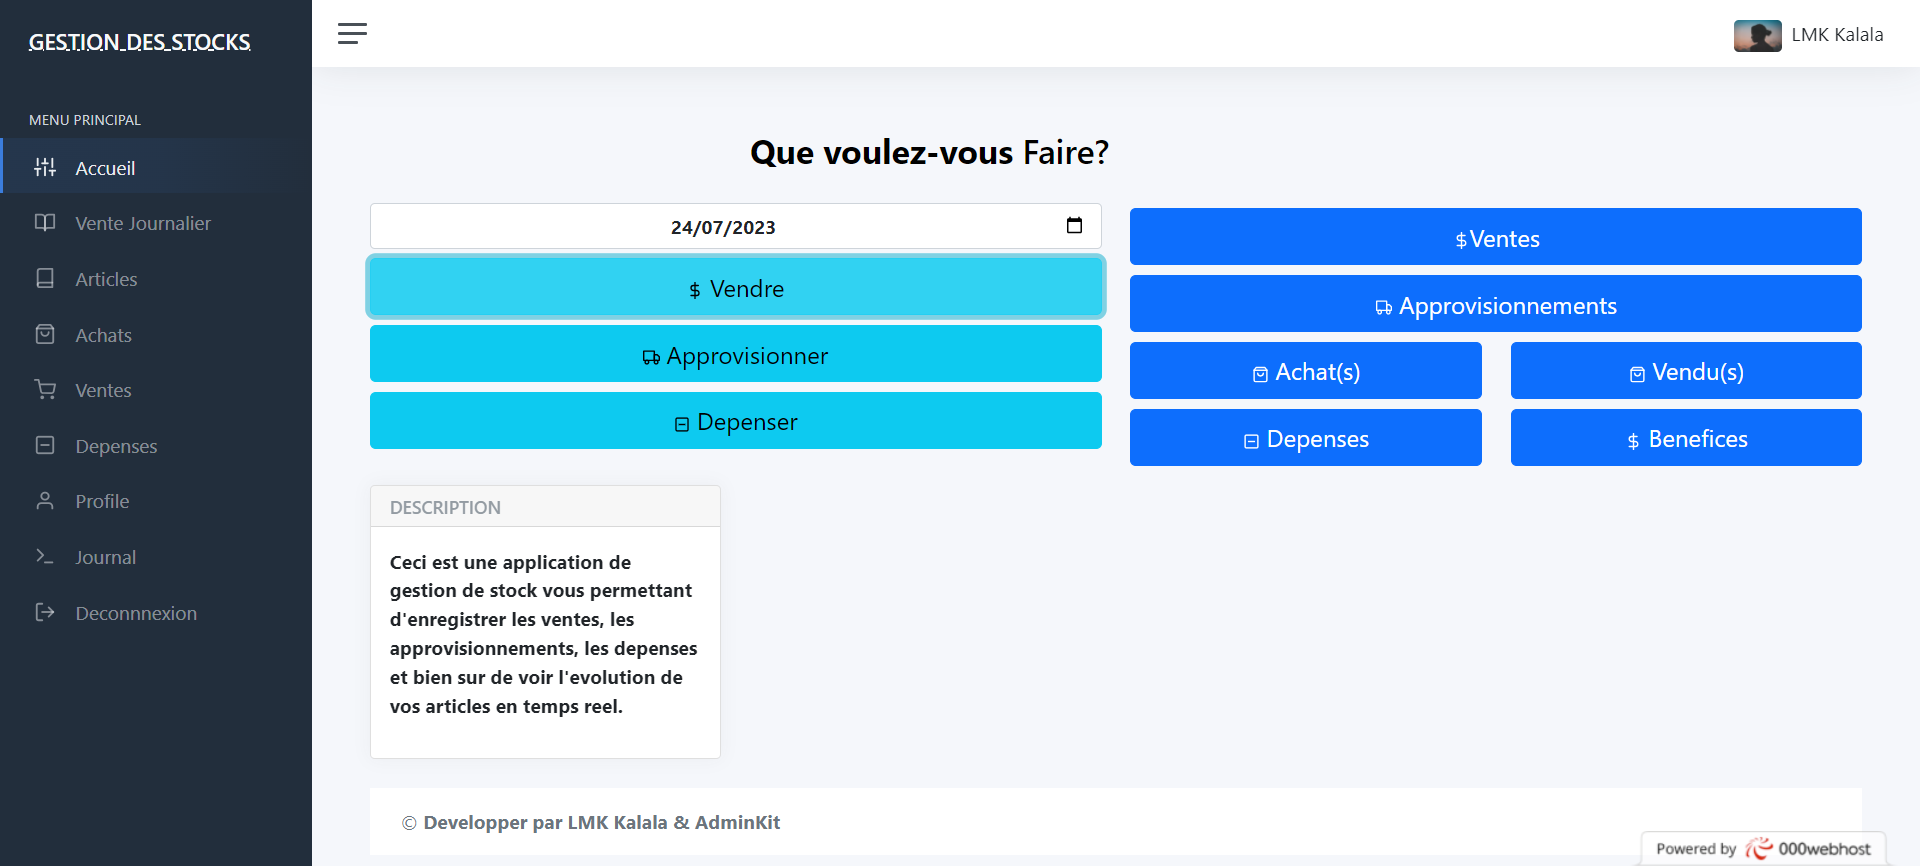 GESTION_DES_STOCKS
MENU PRINCIPAL
Accueil
Vente Journalier
Articles
Achats
Ventes
Depenses
Profile
Journal
Deconnnexion
LMK Kalala
Que voulez-vous Faire?
24/07/2023
$ Vendre
Approvisionner
Depenser
$Ventes
Approvisionnements
Achat(s)
Vendu(s)
Depenses
$ Benefices
DESCRIPTION
Ceci est une application de
gestion de stock vous permettant
d'enregistrer les ventes, les
approvisionnements, les depenses
et bien sur de voir l'evolution de
vos articles en temps reel.
© Developper par LMK Kalala & AdminKit
Powered by 000webhost